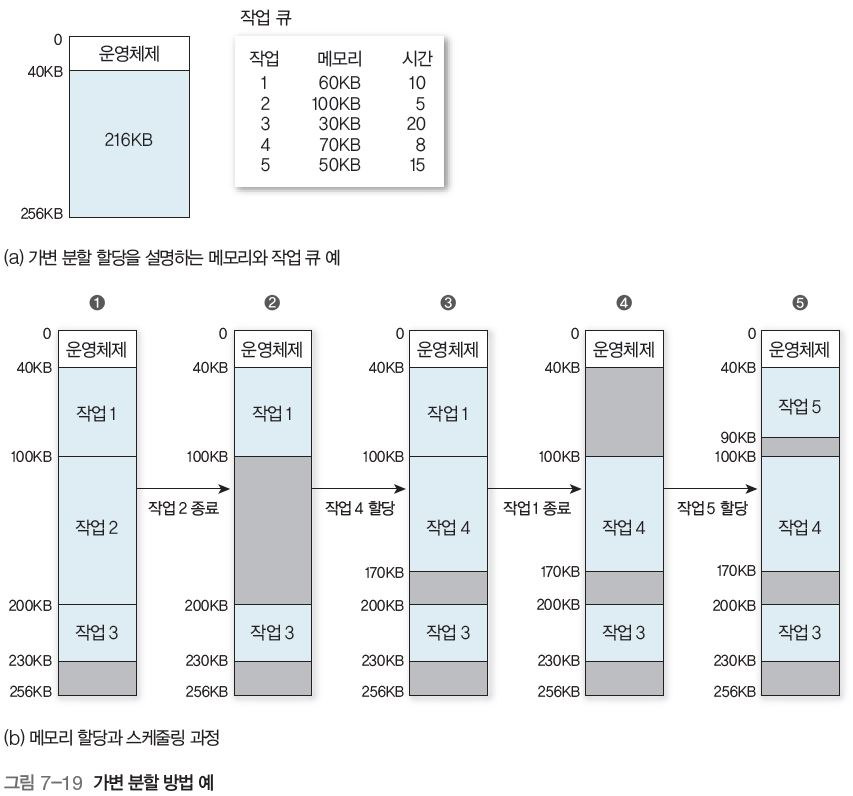 작업 큐
0
운영체제
40KB
216KB
256KB
작업 메모리 시간
1 60KB 10
2 100KB 5
3 30KB 20
4 70KB 8
5 50KB 15
(a) 가변 분할 할당을 설명하는 메모리와 작업 큐 예
❶
0
운영체제
40KB
작업 1
100KB
작업 2
200KB
작업 3
230KB
256KB
작업 2 종료
❷
0
운영체제
40KB
작업 1
100KB
200KB
작업 3
230KB
256KB
작업 4 할당
❸
0
운영체제
40KB
작업 1
100KB
작업 4
170KB
200KB
작업 3
230KB
256KB
작업 1 종료
❹
0
운영체제
40KB
100KB
작업 4
170KB
200KB
작업 3
230KB
256KB
작업 5 할당
❺
0
운영체제
40KB
작업 5
90KB
100KB
작업 4
170KB
200KB
작업 3
230KB
256KB
(b) 메모리 할당과 스케줄링 과정
그림 7-19 가변 분할 방법 예